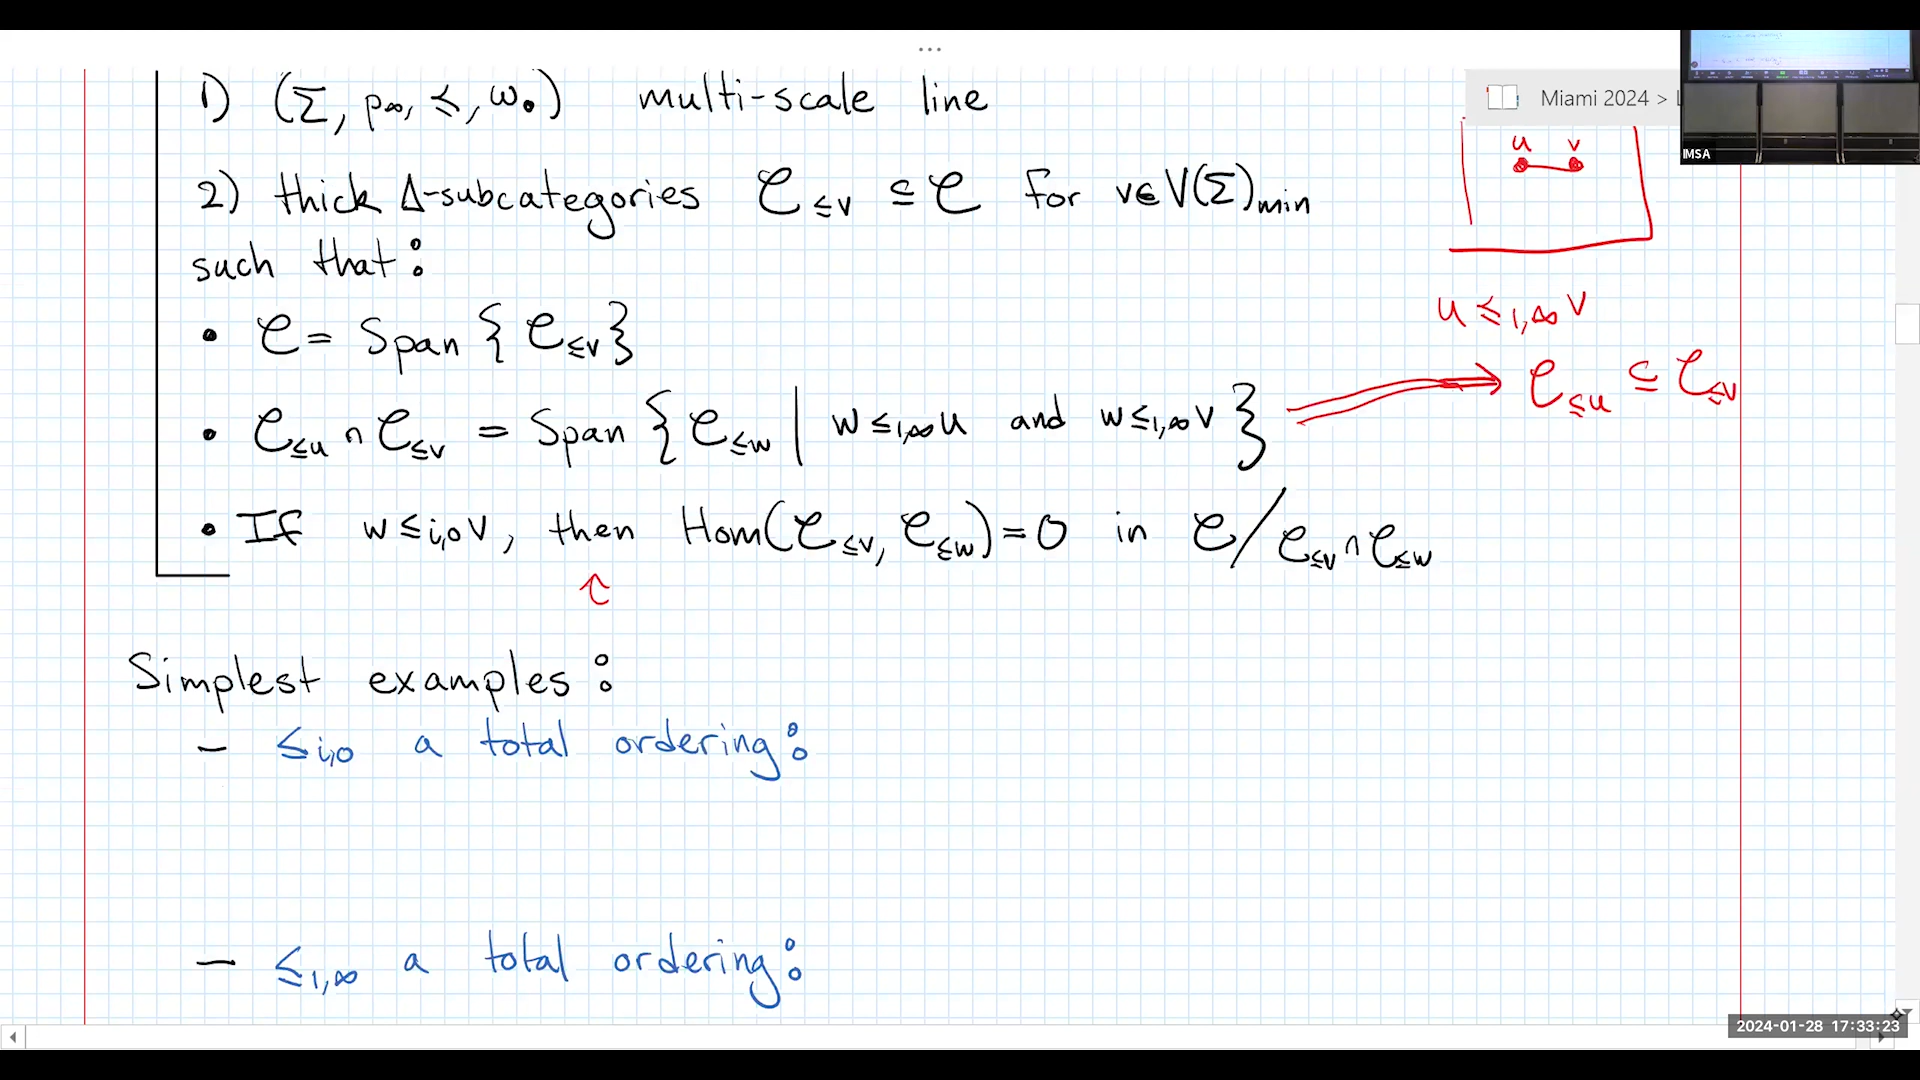 1) (Σ, p∞, ≼, ω•) multi-scale line
Miami 2024 > L
IMSA
u v
2) thick Δ-subcategories 𝒞≤v ⊆ 𝒞 for v∈V(Σ)min
such that:
u ≤1,∞ v
• 𝒞 = Span { 𝒞≤v }
𝒞≤u ⊆ 𝒞≤v
• 𝒞≤u ∩ 𝒞≤v = Span { 𝒞≤w | w ≤1,∞ u and w ≤1,∞ v }
• If w ≤i,0 v, then Hom(𝒞≤v, 𝒞≤w) = 0 in 𝒞/𝒞≤v ∩ 𝒞≤w
Simplest examples:
— ≤i,0 a total ordering:
— ≤1,∞ a total ordering:
2024-01-28 17:33:23